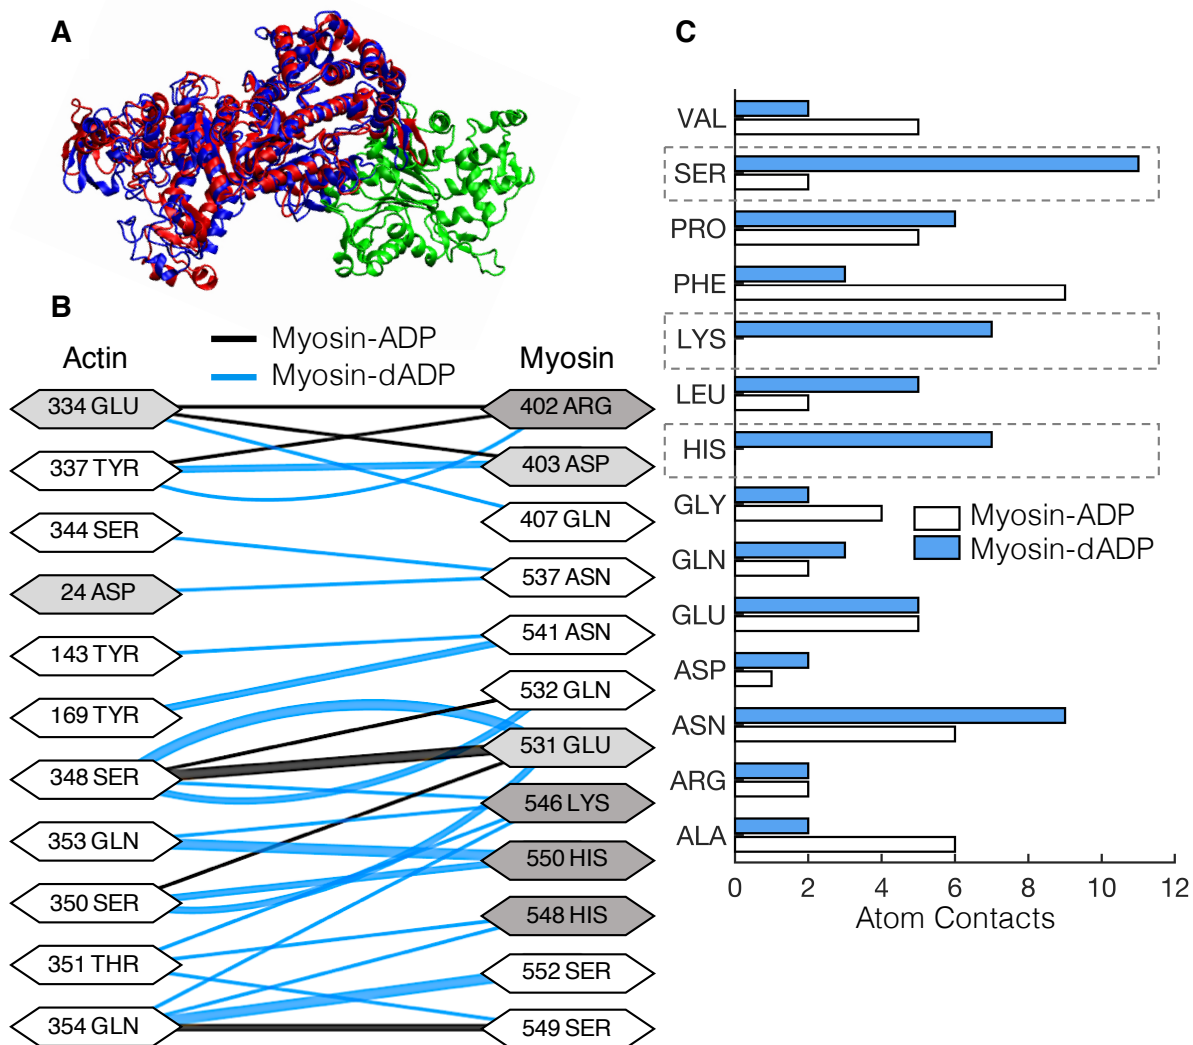 A
B
Myosin-ADP
Myosin-dADP
Actin
Myosin
334 GLU
402 ARG
337 TYR
403 ASP
344 SER
407 GLN
24 ASP
537 ASN
143 TYR
541 ASN
169 TYR
532 GLN
348 SER
531 GLU
353 GLN
546 LYS
350 SER
550 HIS
351 THR
548 HIS
354 GLN
552 SER
549 SER
C
VAL
SER
PRO
PHE
LYS
LEU
HIS
GLY
GLN
GLU
ASP
ASN
ARG
ALA
Myosin-ADP
Myosin-dADP
0 2 4 6 8 10 12
Atom Contacts